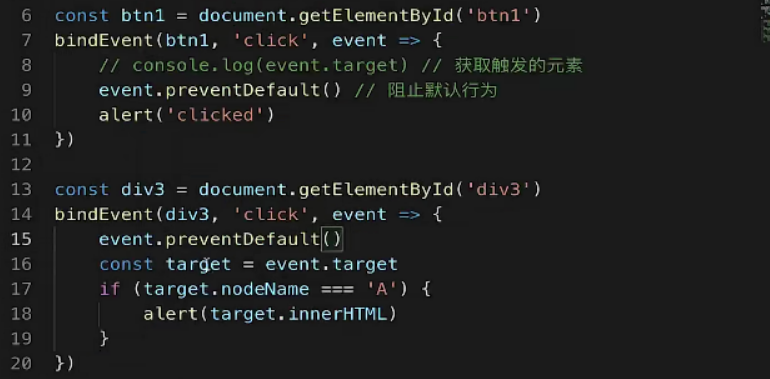 6 const btn1 = document.getElementById('btn1')
7 bindEvent(btn1, 'click', event => {
8     // console.log(event.target) // 获取触发的元素
9     event.preventDefault() // 阻止默认行为
10     alert('clicked')
11 })
12
13 const div3 = document.getElementById('div3')
14 bindEvent(div3, 'click', event => {
15     event.preventDefault()
16     const target = event.target
17     if (target.nodeName === 'A') {
18         alert(target.innerHTML)
19     }
20 })